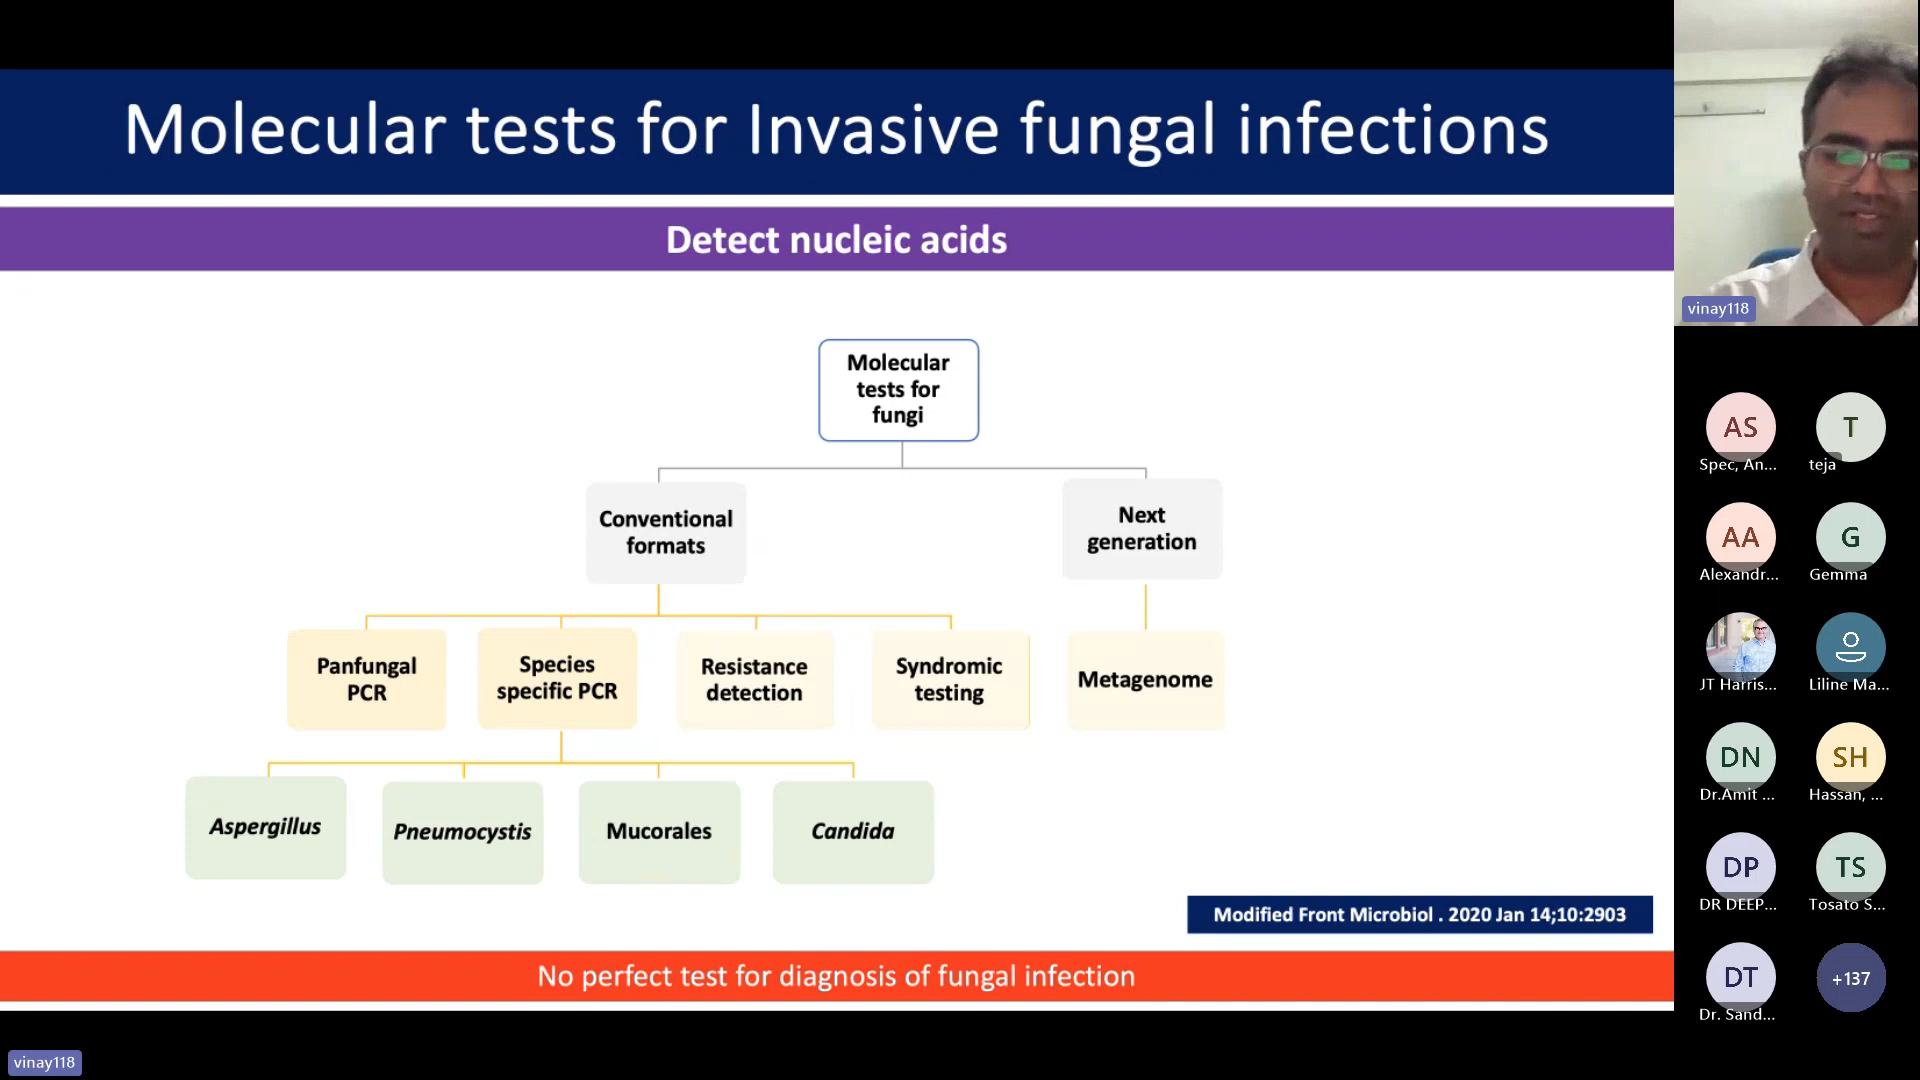 Molecular tests for Invasive fungal infections
Detect nucleic acids
Molecular
tests for
fungi
Conventional
formats
Next
generation
Panfungal
PCR
Species
specific PCR
Resistance
detection
Syndromic
testing
Metagenome
Aspergillus
Pneumocystis
Mucorales
Candida
Modified Front Microbiol . 2020 Jan 14;10:2903
No perfect test for diagnosis of fungal infection
vinay118
vinay118
AS
Spec, An...
T
teja
AA
Alexandr...
G
Gemma
JT Harris...
Liline Ma...
DN
Dr.Amit ...
SH
Hassan, ...
DP
DR DEEP...
TS
Tosato S...
DT
Dr. Sand...
+137